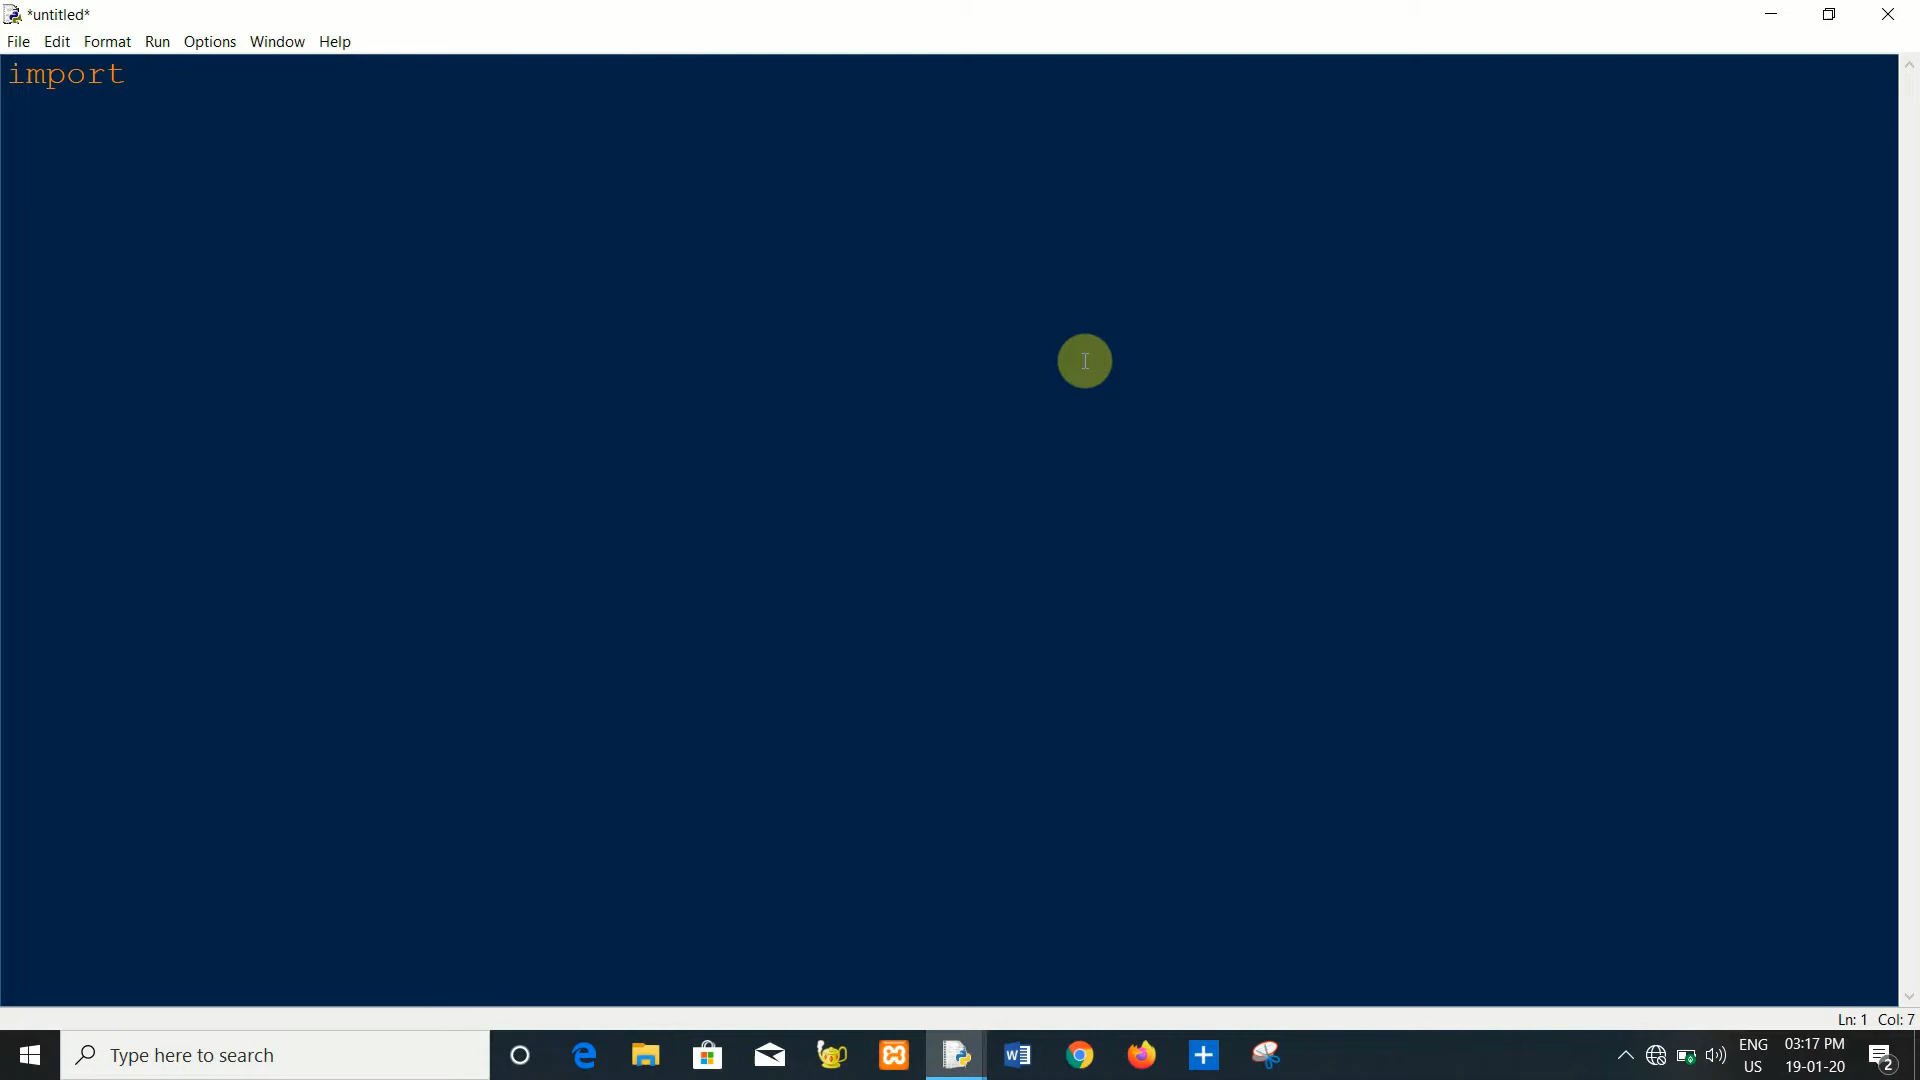 *untitled*
File Edit Format Run Options Window Help
import
Ln: 1 Col: 7
Type here to search
ENG
US
03:17 PM
19-01-20
2